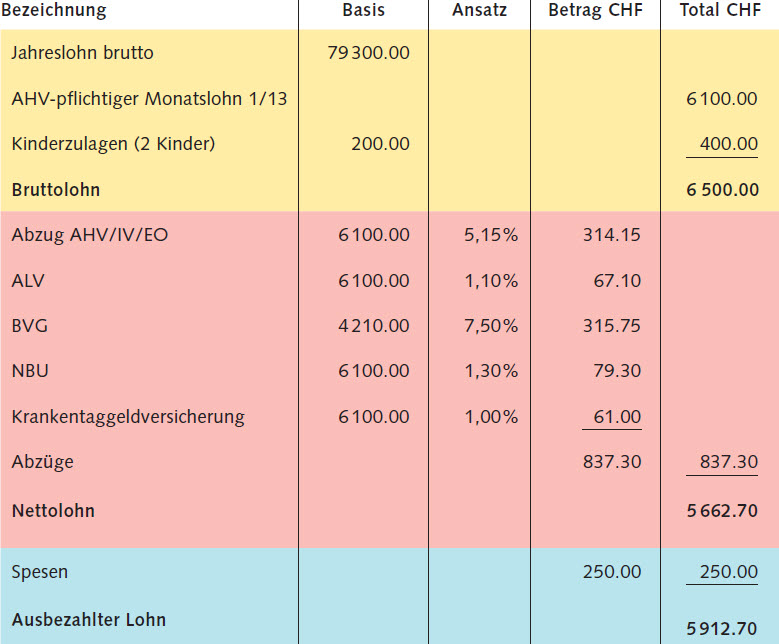 Bezeichnung Basis Ansatz Betrag CHF Total CHF
Jahreslohn brutto 79 300.00
AHV-pflichtiger Monatslohn 1/13 6 100.00
Kinderzulagen (2 Kinder) 200.00 400.00
Bruttolohn 6 500.00
Abzug AHV/IV/EO 6 100.00 5,15% 314.15
ALV 6 100.00 1,10% 67.10
BVG 4 210.00 7,50% 315.75
NBU 6 100.00 1,30% 79.30
Krankentaggeldversicherung 6 100.00 1,00% 61.00
Abzüge 837.30 837.30
Nettolohn 5 662.70
Spesen 250.00 250.00
Ausbezahlter Lohn 5 912.70